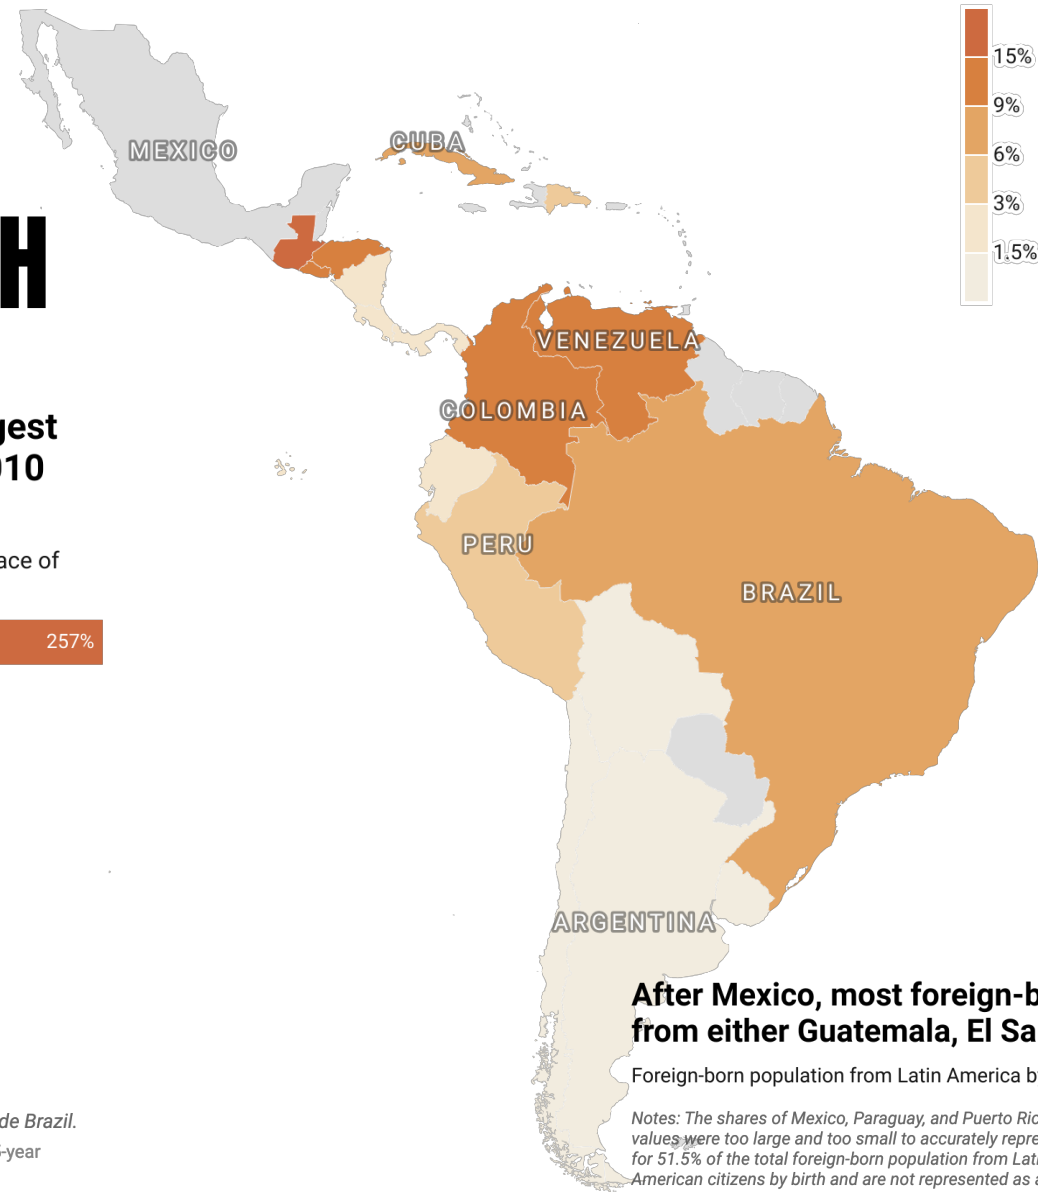 15%
9%
6%
3%
1.5%
MEXICO
CUBA
H
VENEZUELA
COLOMBIA
gest
010
PERU
ace of
BRAZIL
257%
ARGENTINA
After Mexico, most foreign-b
from either Guatemala, El Sa
Foreign-born population from Latin America b
Notes: The shares of Mexico, Paraguay, and Puerto Ric
values were too large and too small to accurately repre
for 51.5% of the total foreign-born population from Lat
American citizens by birth and are not represented as a
de Brazil.
-year